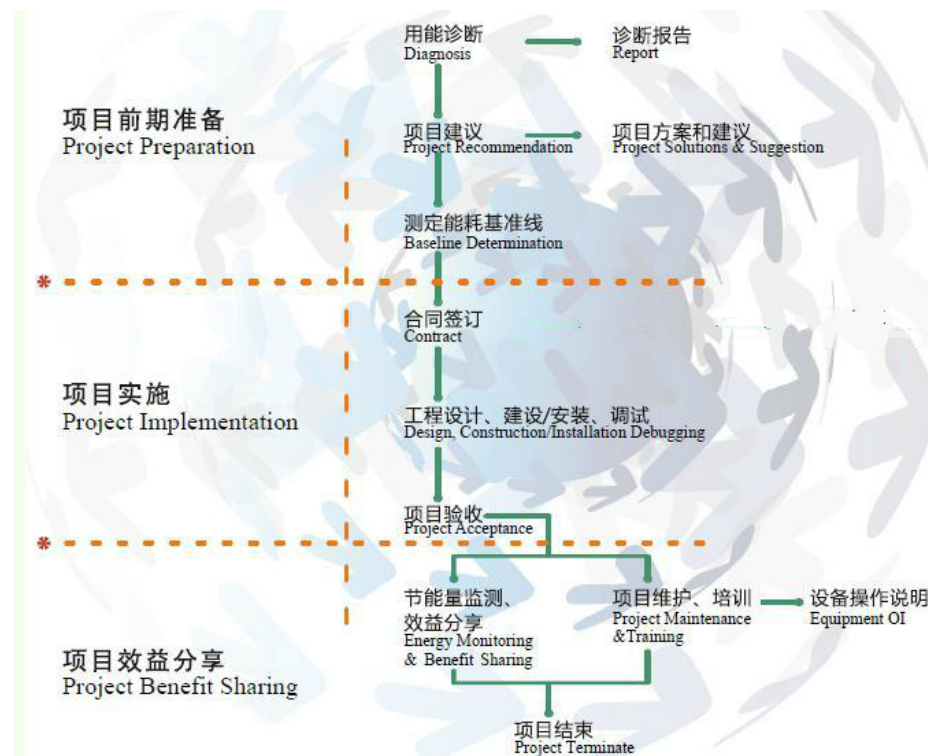 用能诊断
Diagnosis
诊断报告
Report
项目前期准备
Project Preparation
项目建议
Project Recommendation
项目方案和建议
Project Solutions & Suggestion
测定能耗基准线
Baseline Determination
合同签订
Contract
项目实施
Project Implementation
工程设计、建设/安装、调试
Design, Construction/Installation Debugging
项目验收
Project Acceptance
项目效益分享
Project Benefit Sharing
节能量监测、
效益分享
Energy Monitoring
& Benefit Sharing
项目维护、培训
Project Maintenance
&Training
设备操作说明
Equipment OI
项目结束
Project Terminate